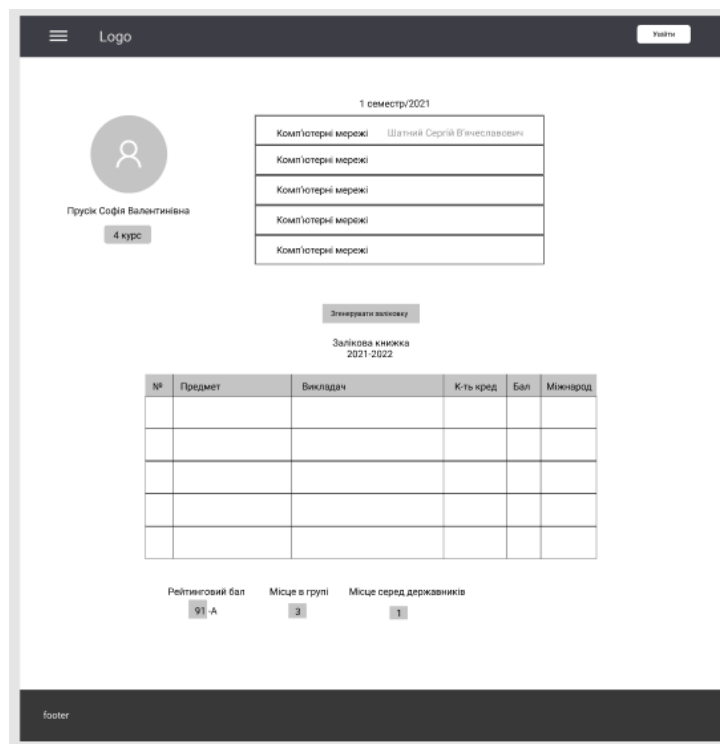 Logo
Увійти
1 семестр/2021
Комп'ютерні мережі Шатний Сергій В'ячеславович
Комп'ютерні мережі
Комп'ютерні мережі
Комп'ютерні мережі
Комп'ютерні мережі
Прусік Софія Валентинівна
4 курс
Згенерувати заліковку
Залікова книжка
2021-2022
№ Предмет Викладач К-ть кред Бал Міжнарод
Рейтинговий бал Місце в групі Місце серед державників
91 -А 3 1
footer